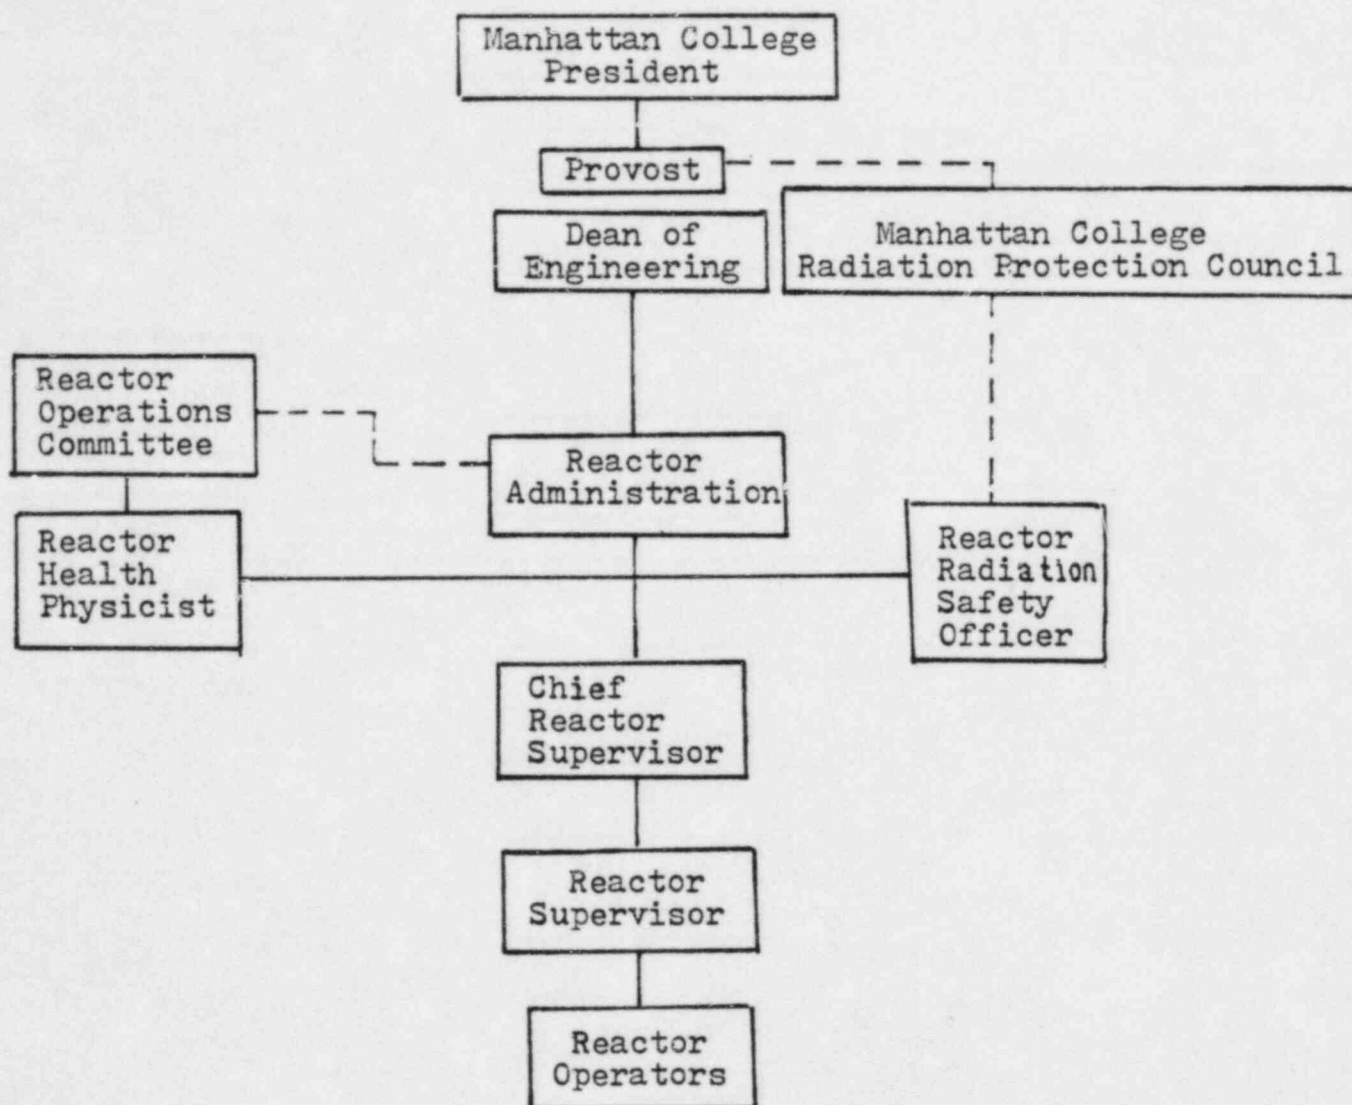 Manhattan College
President
Provost
Dean of
Engineering
Manhattan College
Radiation Protection Council
Reactor
Operations
Committee
Reactor
Administration
Reactor
Health
Physicist
Reactor
Radiation
Safety
Officer
Chief
Reactor
Supervisor
Reactor
Supervisor
Reactor
Operators